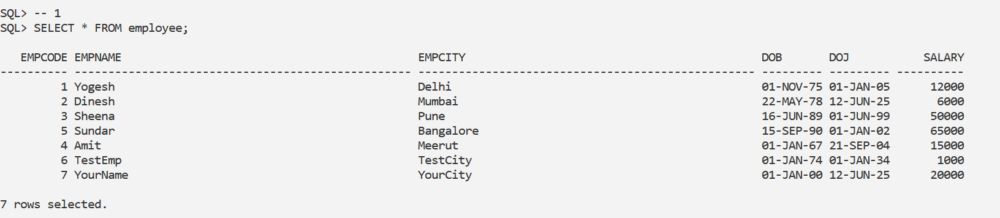 SQL> -- 1
SQL> SELECT * FROM employee;
EMPCODE EMPNAME EMPCITY DOB DOJ SALARY
---------- -------------------------------------------------- -------------------------------------------------- --------- --------- ----------
1 Yogesh Delhi 01-NOV-75 01-JAN-05 12000
2 Dinesh Mumbai 22-MAY-78 12-JUN-25 6000
3 Sheena Pune 16-JUN-89 01-JUN-99 50000
5 Sundar Bangalore 15-SEP-90 01-JAN-02 65000
4 Amit Meerut 01-JAN-67 21-SEP-04 15000
6 TestEmp TestCity 01-JAN-74 01-JAN-34 1000
7 YourName YourCity 01-JAN-00 12-JUN-25 20000
7 rows selected.